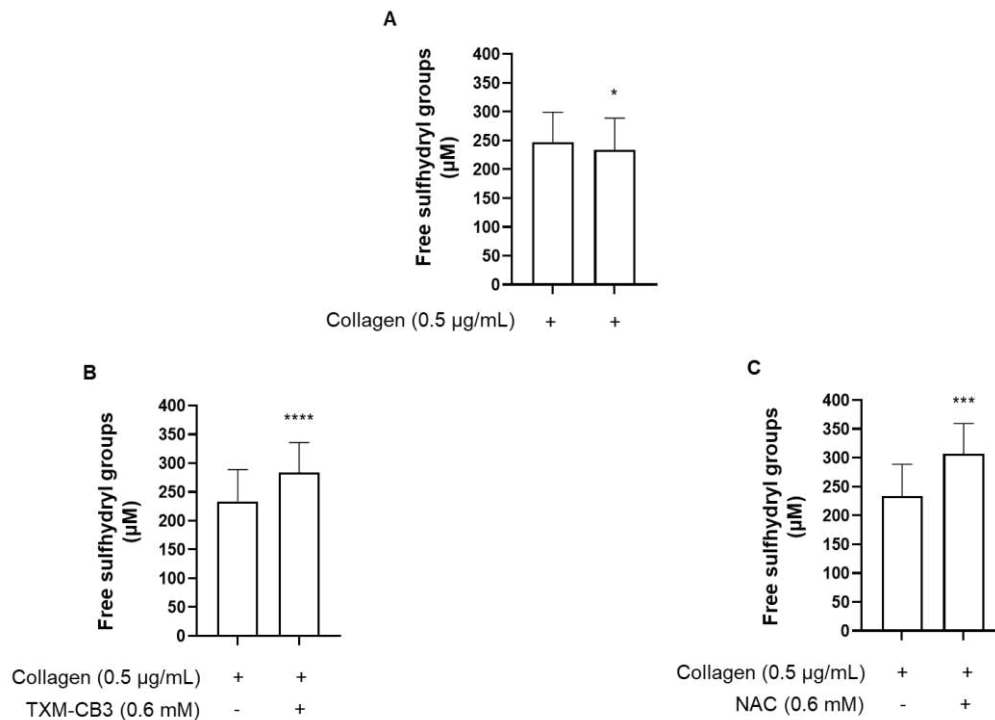 A
Free sulfhydryl groups
(µM)
400
350
300
250
200
150
100
50
0
*
Collagen (0.5 µg/mL) + +
B
Free sulfhydryl groups
(µM)
400
350
300
250
200
150
100
50
0
****
Collagen (0.5 µg/mL) + +
TXM-CB3 (0.6 mM) - +
C
Free sulfhydryl groups
(µM)
400
350
300
250
200
150
100
50
0
***
Collagen (0.5 µg/mL) + +
NAC (0.6 mM) - +